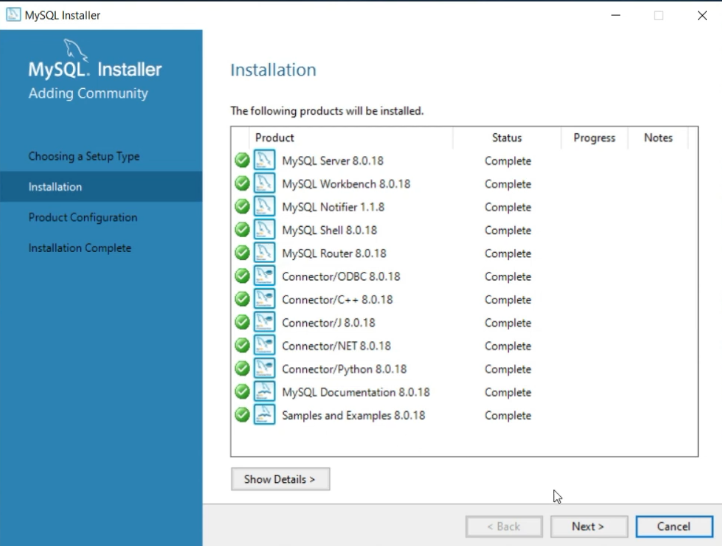 MySQL Installer
MySQL. Installer
Adding Community
Choosing a Setup Type
Installation
Product Configuration
Installation Complete
Installation
The following products will be installed.
Product Status Progress Notes
MySQL Server 8.0.18 Complete
MySQL Workbench 8.0.18 Complete
MySQL Notifier 1.1.8 Complete
MySQL Shell 8.0.18 Complete
MySQL Router 8.0.18 Complete
Connector/ODBC 8.0.18 Complete
Connector/C++ 8.0.18 Complete
Connector/J 8.0.18 Complete
Connector/NET 8.0.18 Complete
Connector/Python 8.0.18 Complete
MySQL Documentation 8.0.18 Complete
Samples and Examples 8.0.18 Complete
Show Details >
< Back Next > Cancel